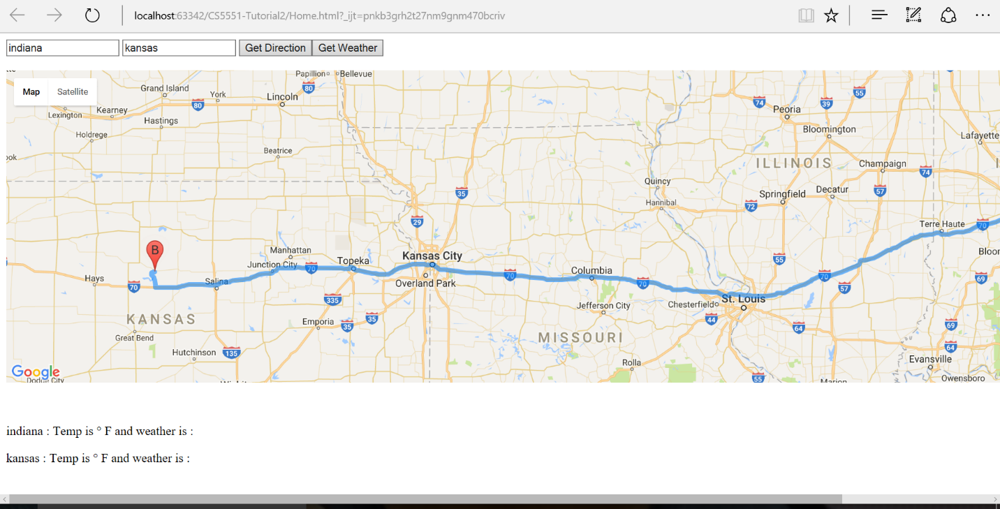 localhost:63342/CS5551-Tutorial2/Home.html?_ijt=pnkb3grh2t27nm9gnm470bcriv
indiana kansas Get Direction Get Weather
Papillion Bellevue
Map Satellite
Grand Island York Lincoln 80 80
Lexington Kearney Hastings
Holdrege Beatrice
74 Peoria 39 55
Bloomington Lafayette
ILLINOIS Champaign 74
Quincy Springfield Decatur 57
Hannibal 72
35
29
Terre Haute 70
B
Manhattan Kansas City
Junction City 70 Topeka 70 Columbia 55 Bloor
Hays 70 Salina Overland Park 70 70 57 69
335 Jefferson City Chesterfield St. Louis
KANSAS Emporia 35 35 44 64 69
Great Bend MISSOURI 64
Hutchinson 135 Rolla Evansville
Google 55 Marion Owensboro
Dodge City
indiana : Temp is ° F and weather is :
kansas : Temp is ° F and weather is :